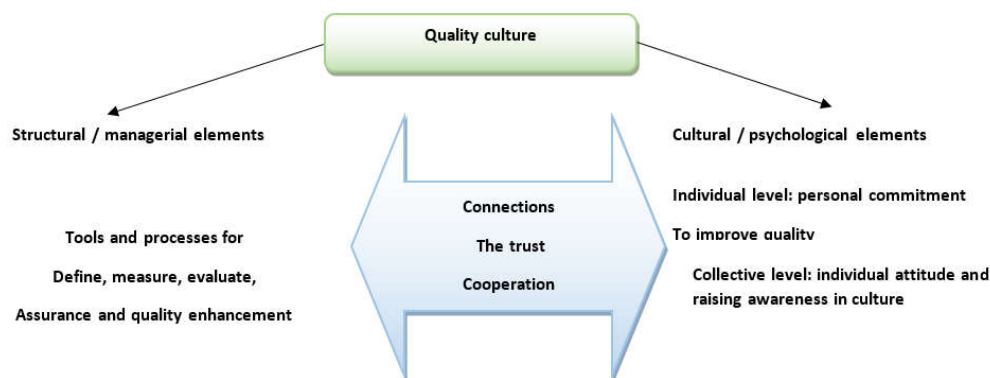 Quality culture
Structural / managerial elements
Tools and processes for
Define, measure, evaluate,
Assurance and quality enhancement
Connections
The trust
Cooperation
Cultural / psychological elements
Individual level: personal commitment
To improve quality
Collective level: individual attitude and
raising awareness in culture